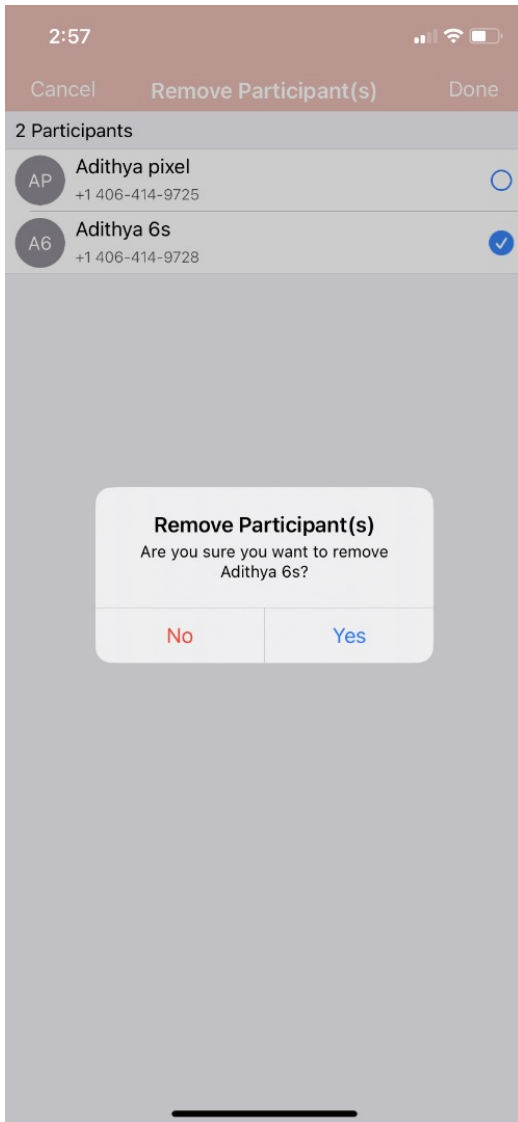 2:57
Cancel Remove Participant(s) Done
2 Participants
AP Adithya pixel
+1 406-414-9725
A6 Adithya 6s
+1 406-414-9728
Remove Participant(s)
Are you sure you want to remove
Adithya 6s?
No Yes